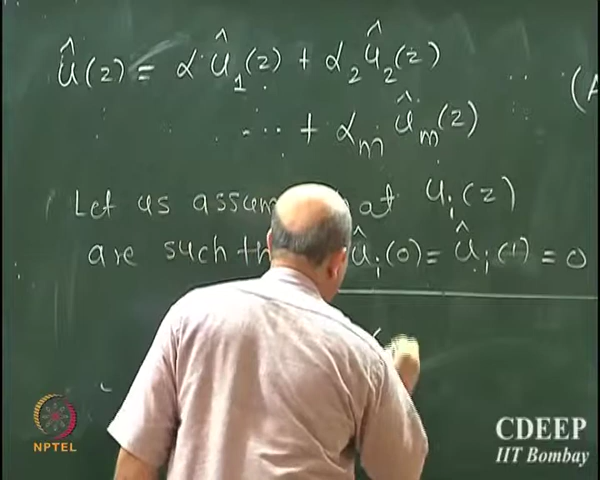 û(z) = α û₁(z) + α₂ û₂(z)
... + αₘ ûₘ(z)
(A
Let us assum at uᵢ(z)
are such th ûᵢ(0) = ûᵢ(1) = 0
NPTEL
CDEEP
IIT Bombay